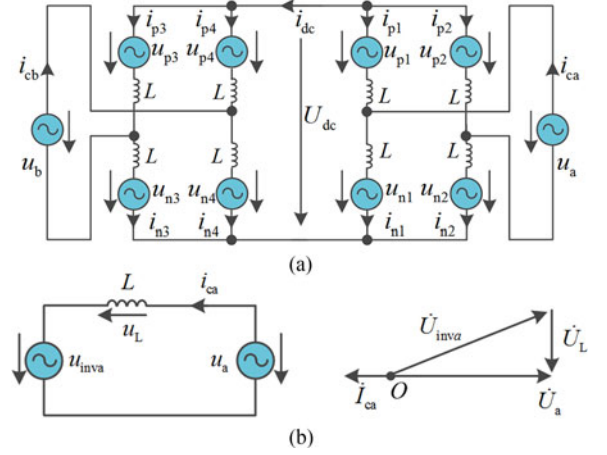 i_p3 i_p4 i_dc i_p1 i_p2
i_cb u_p3 u_p4 u_p1 u_p2 i_ca
L L L L
U_dc
u_b L L L L u_a
u_n3 u_n4 u_n1 u_n2
i_n3 i_n4 i_n1 i_n2
(a)
L i_ca
u_L
u_inva u_a
U̇_inva U̇_L
İ_ca O U̇_a
(b)